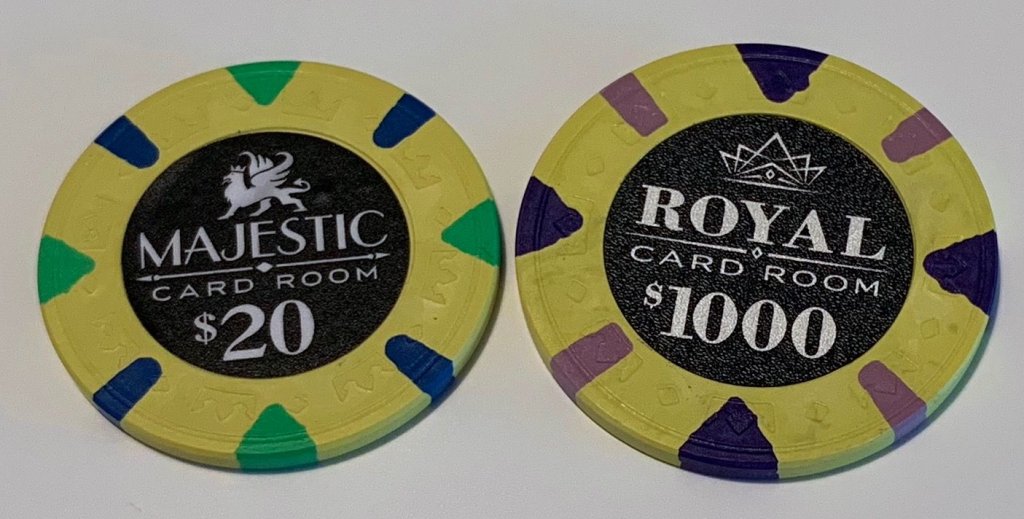 MAJESTIC
CARD ROOM
$20
ROYAL
CARD ROOM
$1000